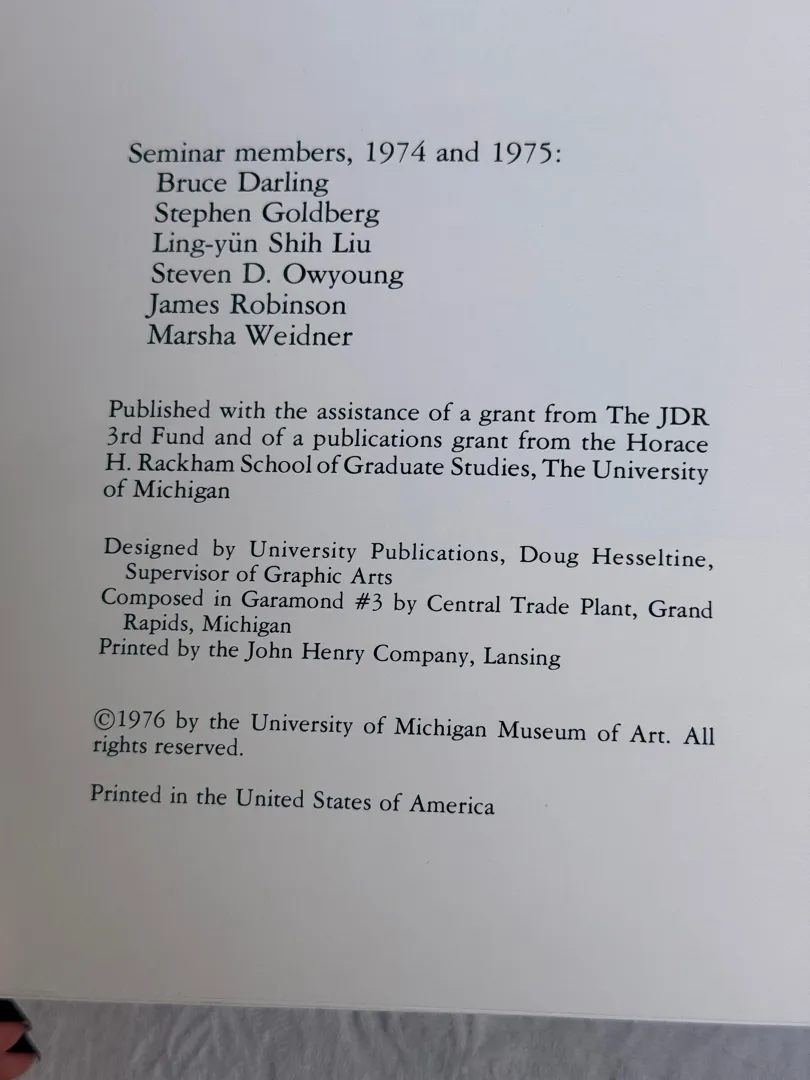 Seminar members, 1974 and 1975:
Bruce Darling
Stephen Goldberg
Ling-yün Shih Liu
Steven D. Owyoung
James Robinson
Marsha Weidner
Published with the assistance of a grant from The JDR
3rd Fund and of a publications grant from the Horace
H. Rackham School of Graduate Studies, The University
of Michigan
Designed by University Publications, Doug Hesseltine,
Supervisor of Graphic Arts
Composed in Garamond #3 by Central Trade Plant, Grand
Rapids, Michigan
Printed by the John Henry Company, Lansing
©1976 by the University of Michigan Museum of Art. All
rights reserved.
Printed in the United States of America